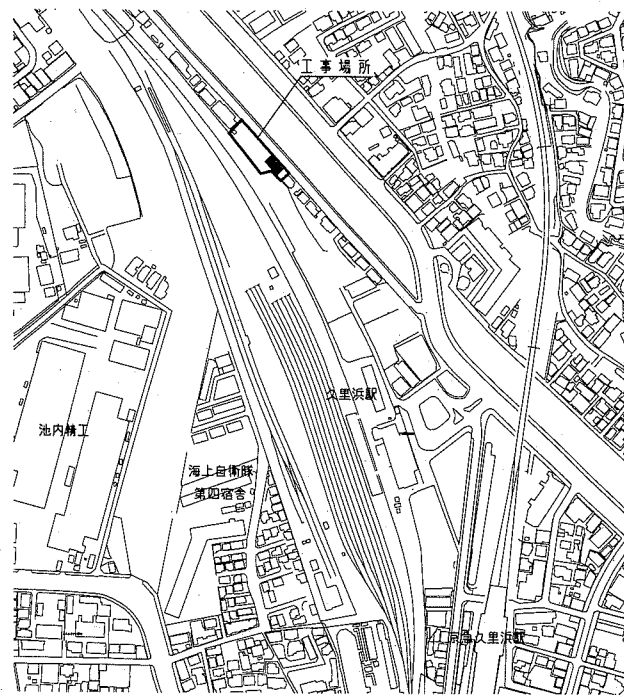 工事場所
久里浜駅
池内精工
海上自衛隊
第四宿舎
京急久里浜駅